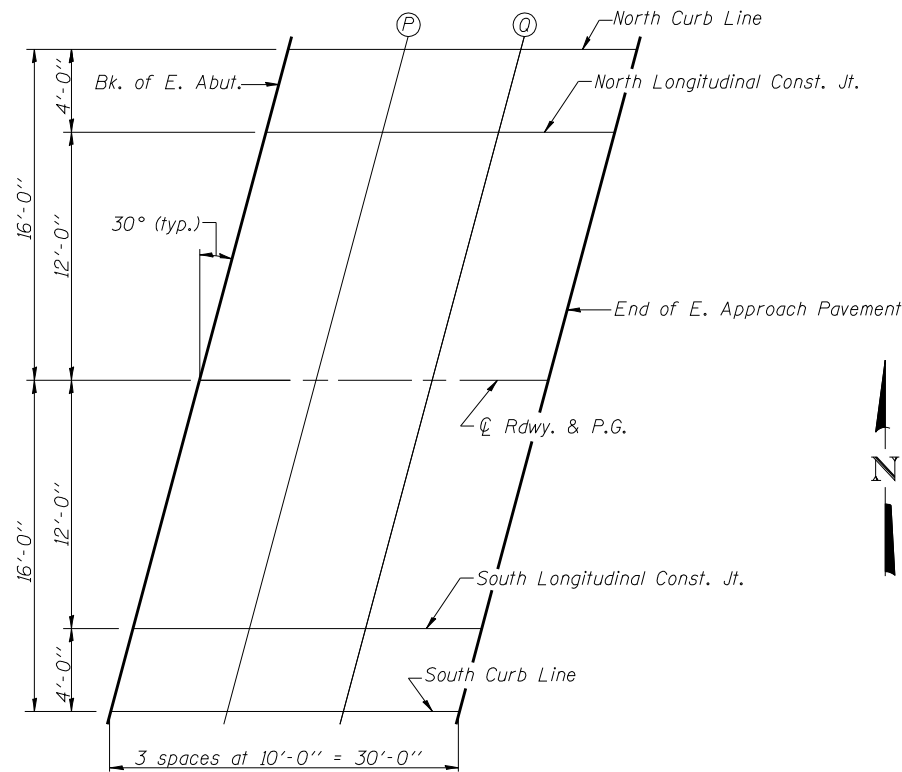 P
Q
North Curb Line
Bk. of E. Abut.
North Longitudinal Const. Jt.
4'-0"
16'-0"
12'-0"
30° (typ.)
End of E. Approach Pavement
℄ Rdwy. & P.G.
N
16'-0"
12'-0"
South Longitudinal Const. Jt.
4'-0"
South Curb Line
3 spaces at 10'-0" = 30'-0"